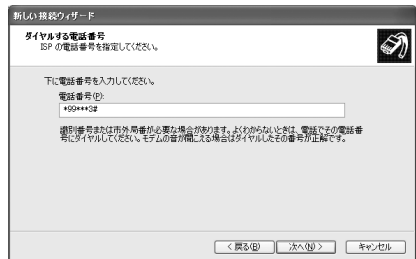 新しい接続ウィザード
ダイヤルする電話番号
ISP の電話番号を指定してください。
下に電話番号を入力してください。
電話番号(P):
*99***3#
識別番号または市外局番が必要な場合があります。よくわからないときは、電話でその電話番
号にダイヤルしてください。モデムの音が聞こえる場合はダイヤルしたその番号が正解です。
< 戻る(B)
次へ(N) >
キャンセル